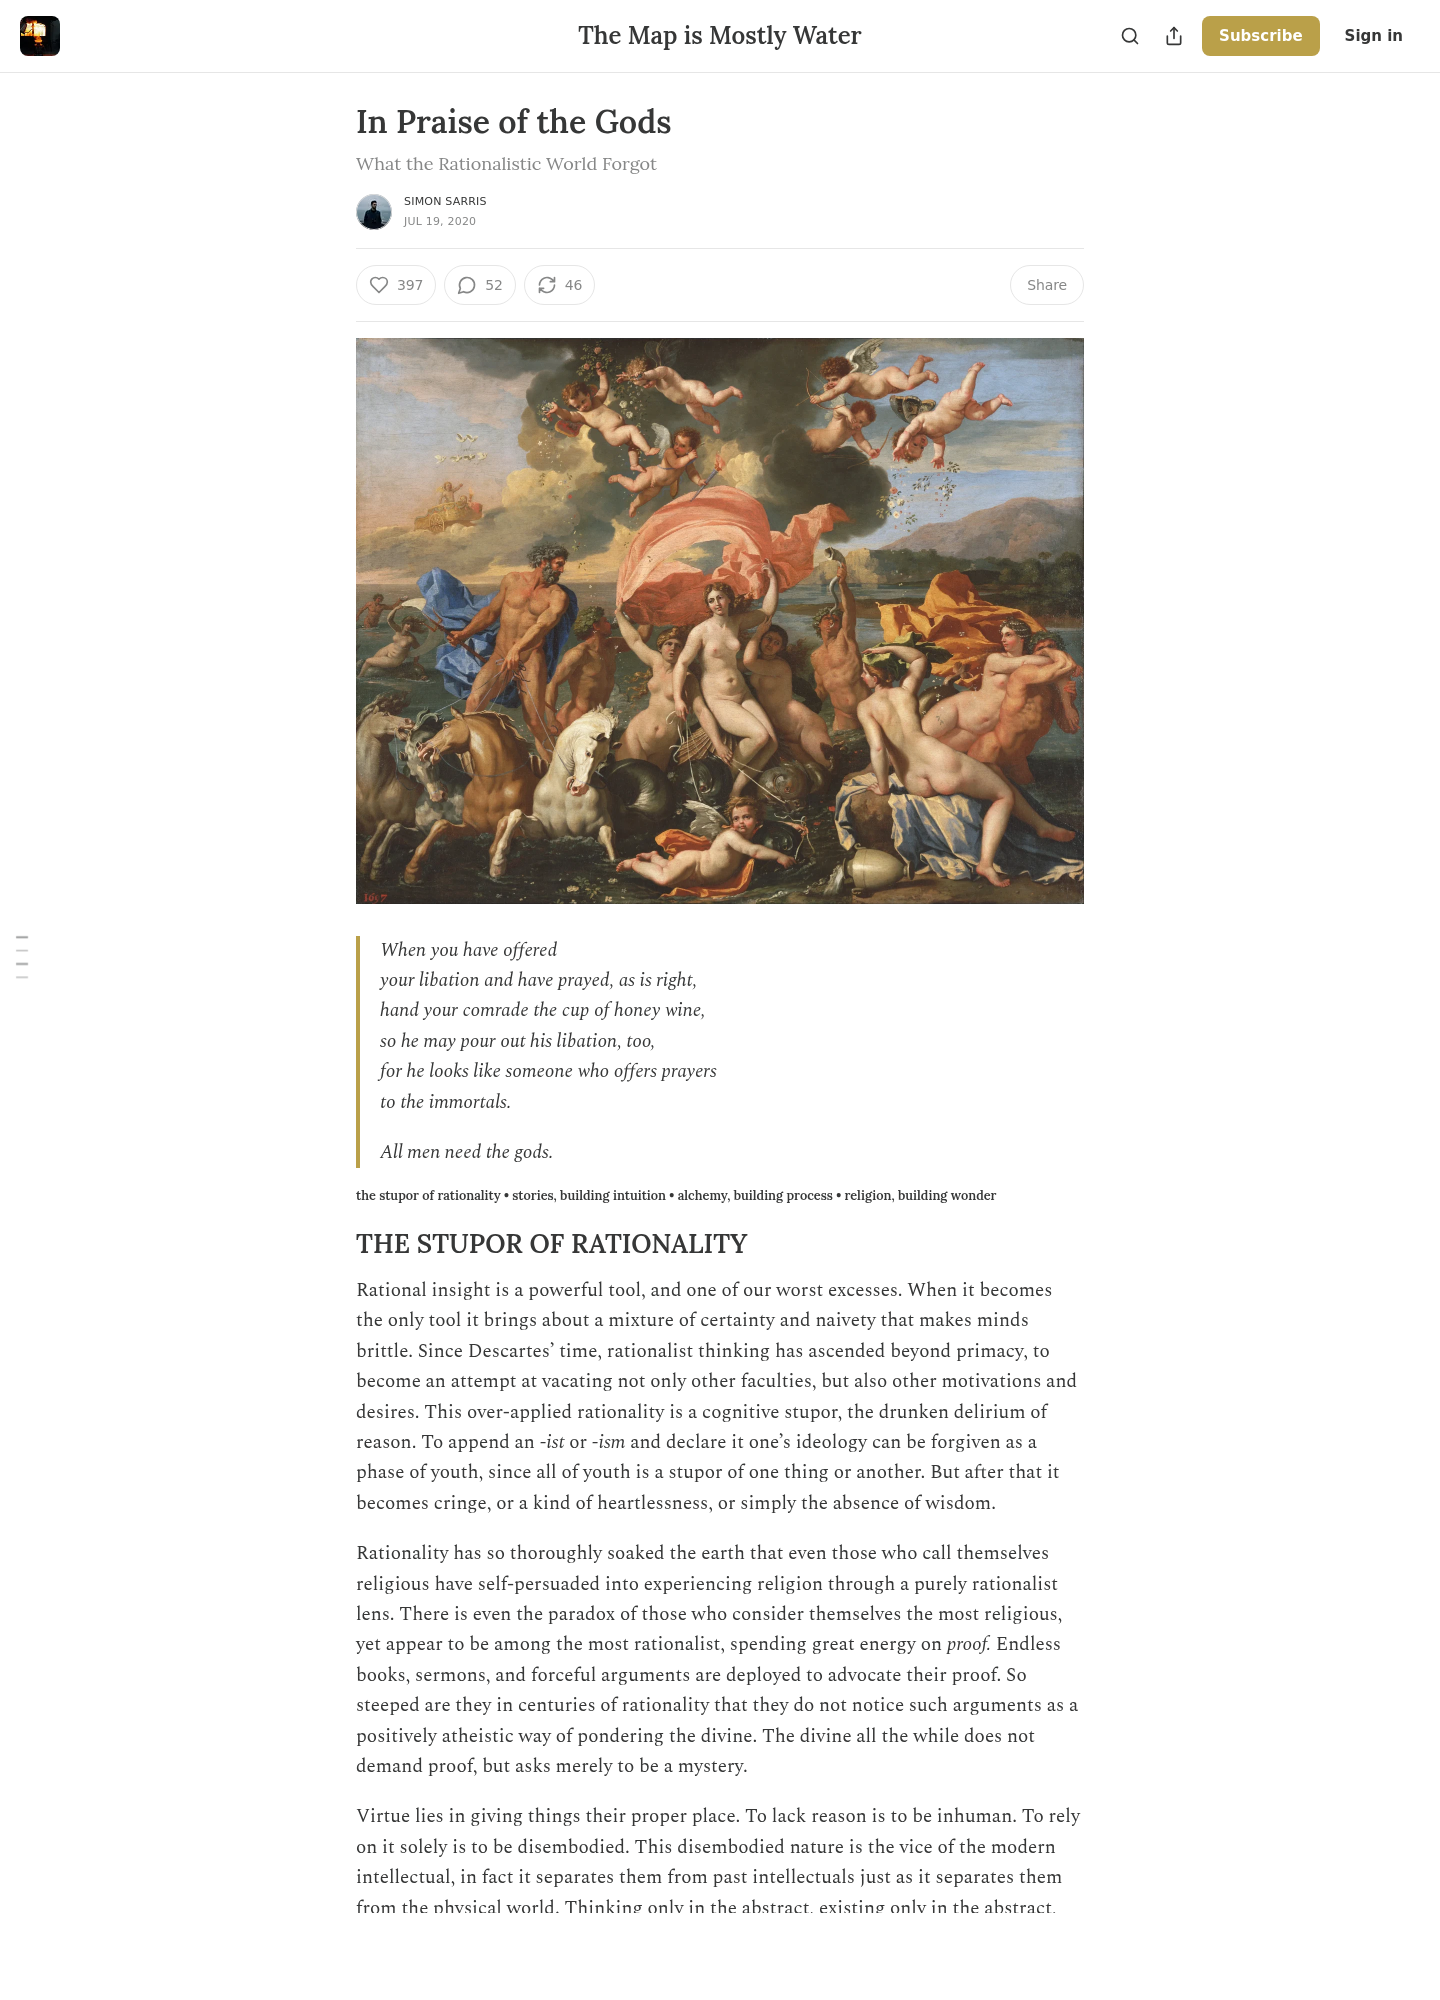 The Map is Mostly Water
Subscribe
Sign in
In Praise of the Gods
What the Rationalistic World Forgot
SIMON SARRIS
JUL 19, 2020
397
52
46
Share
1657
When you have offered
your libation and have prayed, as is right,
hand your comrade the cup of honey wine,
so he may pour out his libation, too,
for he looks like someone who offers prayers
to the immortals.
All men need the gods.
the stupor of rationality • stories, building intuition • alchemy, building process • religion, building wonder
THE STUPOR OF RATIONALITY
Rational insight is a powerful tool, and one of our worst excesses. When it becomes
the only tool it brings about a mixture of certainty and naivety that makes minds
brittle. Since Descartes’ time, rationalist thinking has ascended beyond primacy, to
become an attempt at vacating not only other faculties, but also other motivations and
desires. This over-applied rationality is a cognitive stupor, the drunken delirium of
reason. To append an -ist or -ism and declare it one’s ideology can be forgiven as a
phase of youth, since all of youth is a stupor of one thing or another. But after that it
becomes cringe, or a kind of heartlessness, or simply the absence of wisdom.
Rationality has so thoroughly soaked the earth that even those who call themselves
religious have self-persuaded into experiencing religion through a purely rationalist
lens. There is even the paradox of those who consider themselves the most religious,
yet appear to be among the most rationalist, spending great energy on proof. Endless
books, sermons, and forceful arguments are deployed to advocate their proof. So
steeped are they in centuries of rationality that they do not notice such arguments as a
positively atheistic way of pondering the divine. The divine all the while does not
demand proof, but asks merely to be a mystery.
Virtue lies in giving things their proper place. To lack reason is to be inhuman. To rely
on it solely is to be disembodied. This disembodied nature is the vice of the modern
intellectual, in fact it separates them from past intellectuals just as it separates them
from the physical world. Thinking only in the abstract, existing only in the abstract,